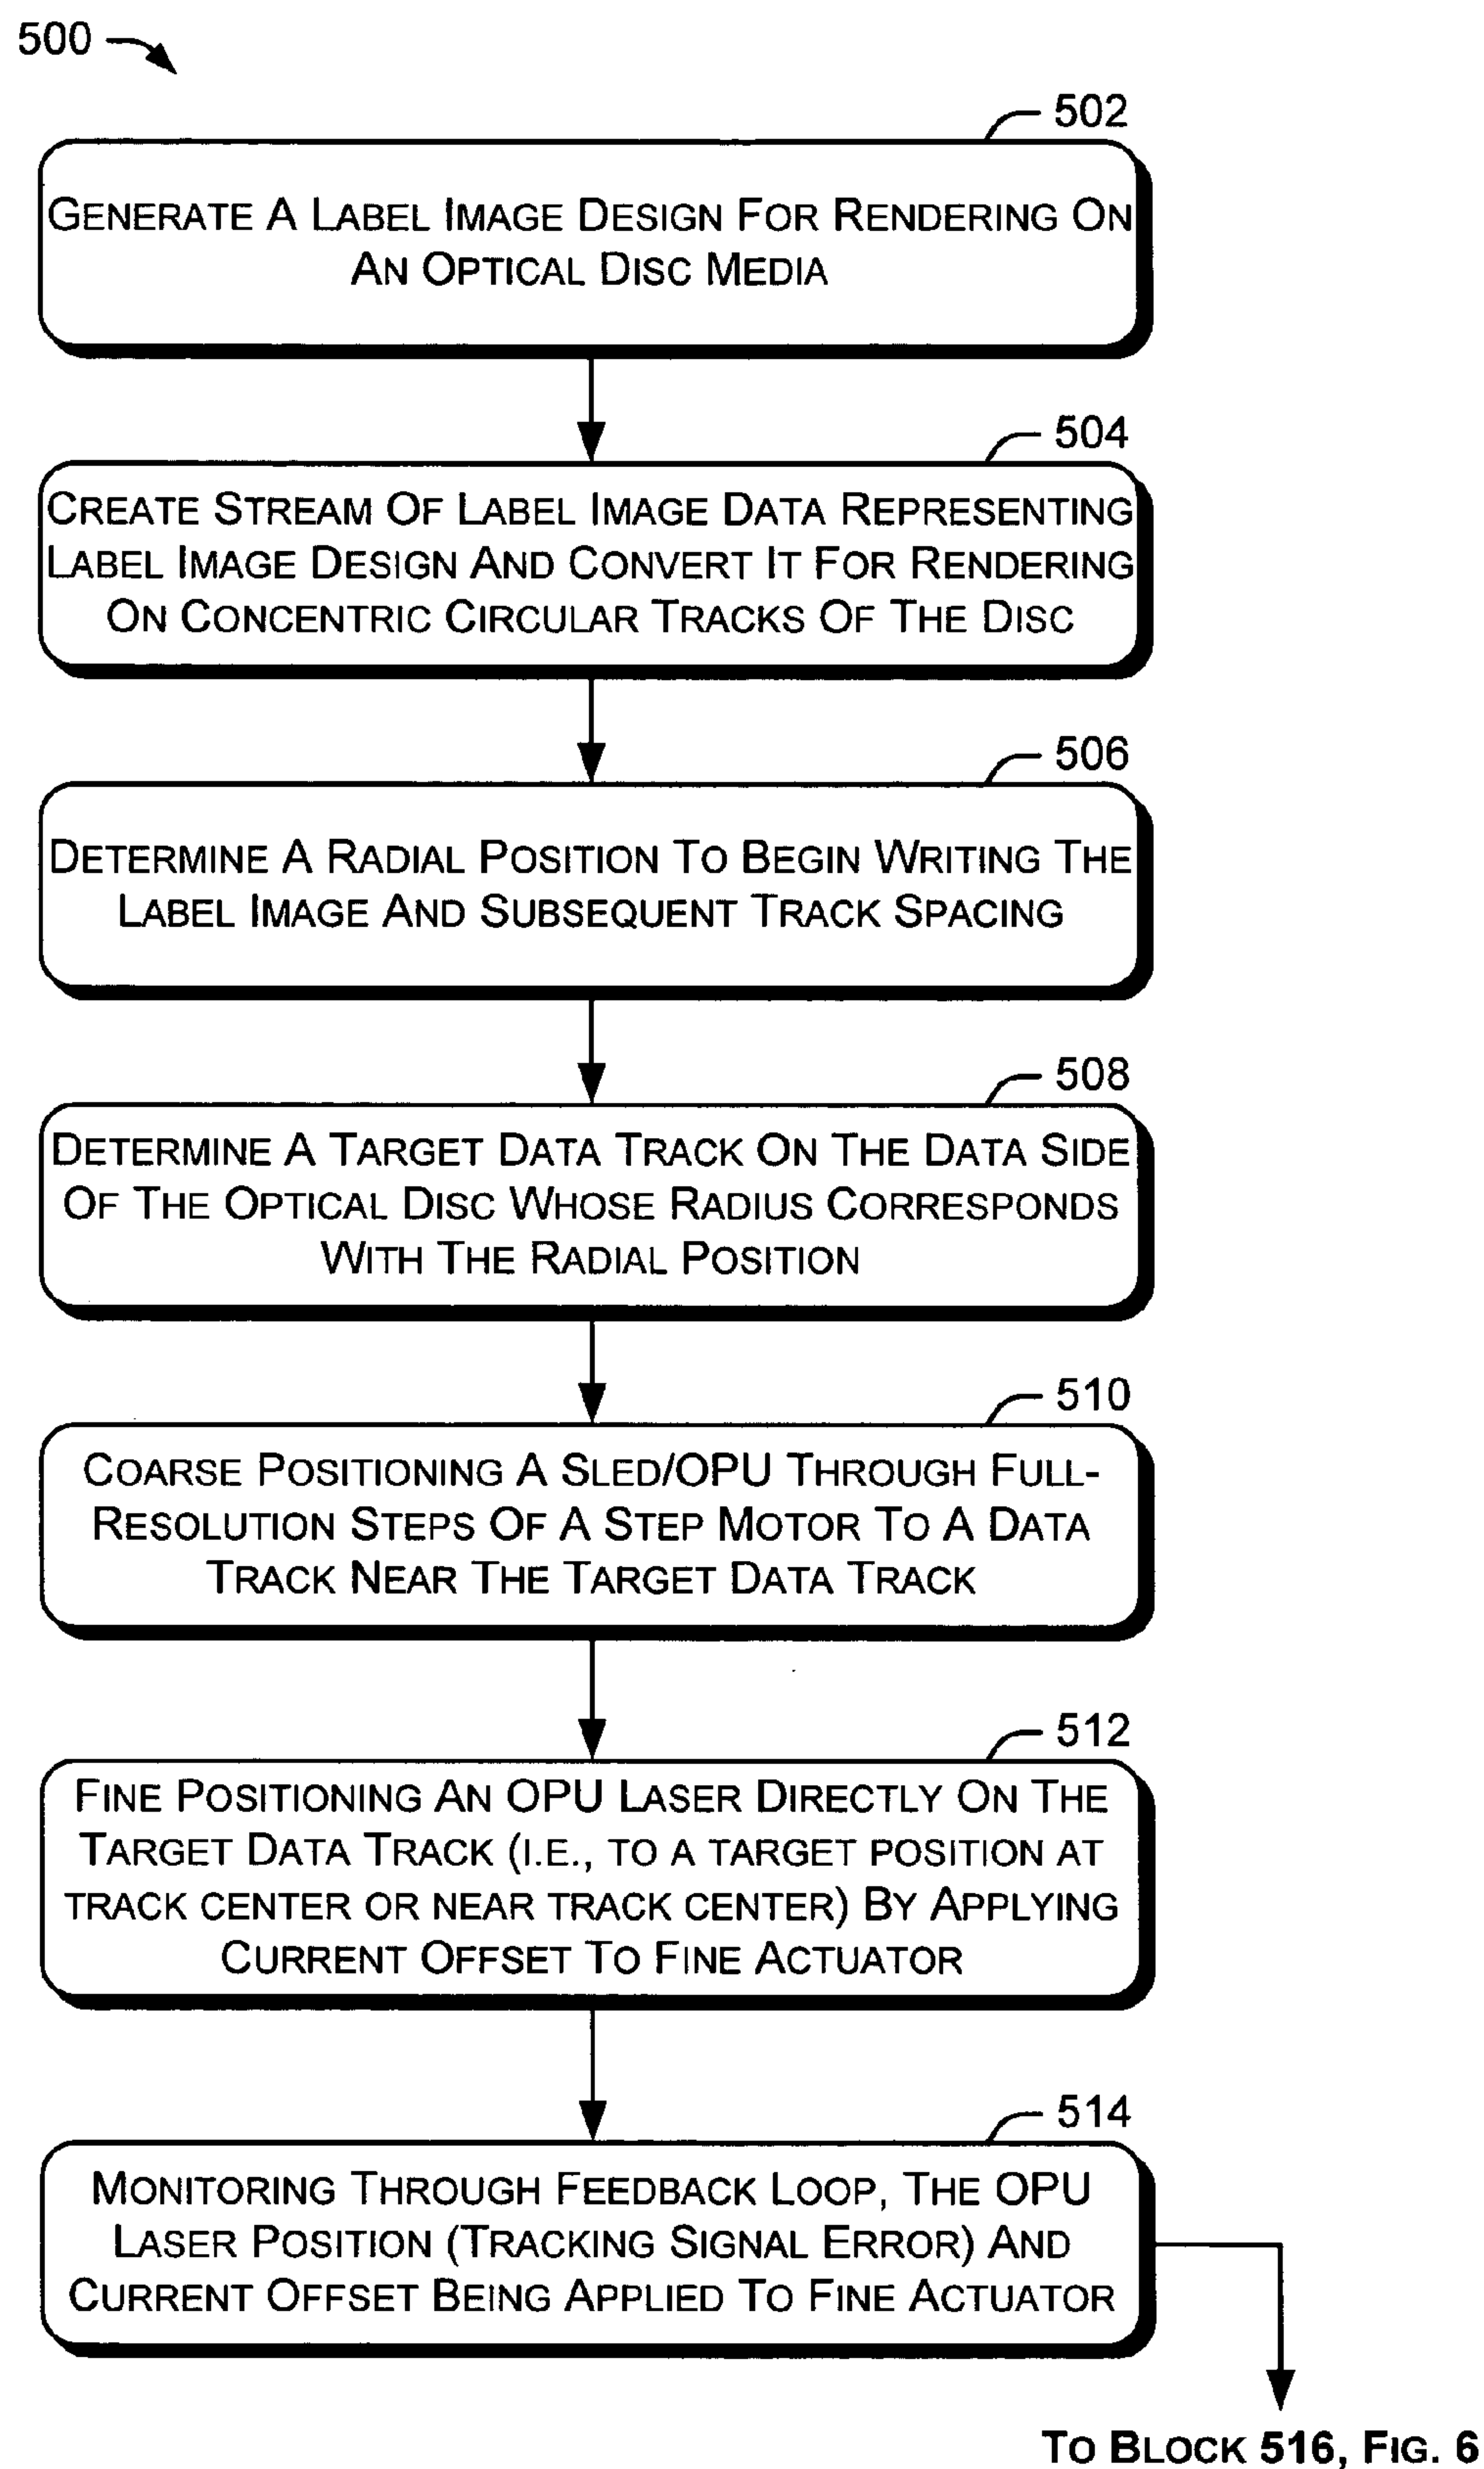 500
502
GENERATE A LABEL IMAGE DESIGN FOR RENDERING ON
AN OPTICAL DISC MEDIA
504
CREATE STREAM OF LABEL IMAGE DATA REPRESENTING
LABEL IMAGE DESIGN AND CONVERT IT FOR RENDERING
ON CONCENTRIC CIRCULAR TRACKS OF THE DISC
506
DETERMINE A RADIAL POSITION TO BEGIN WRITING THE
LABEL IMAGE AND SUBSEQUENT TRACK SPACING
508
DETERMINE A TARGET DATA TRACK ON THE DATA SIDE
OF THE OPTICAL DISC WHOSE RADIUS CORRESPONDS
WITH THE RADIAL POSITION
510
COARSE POSITIONING A SLED/OPU THROUGH FULL-
RESOLUTION STEPS OF A STEP MOTOR TO A DATA
TRACK NEAR THE TARGET DATA TRACK
512
FINE POSITIONING AN OPU LASER DIRECTLY ON THE
TARGET DATA TRACK (I.E., TO A TARGET POSITION AT
TRACK CENTER OR NEAR TRACK CENTER) BY APPLYING
CURRENT OFFSET TO FINE ACTUATOR
514
MONITORING THROUGH FEEDBACK LOOP, THE OPU
LASER POSITION (TRACKING SIGNAL ERROR) AND
CURRENT OFFSET BEING APPLIED TO FINE ACTUATOR
TO BLOCK 516, FIG. 6